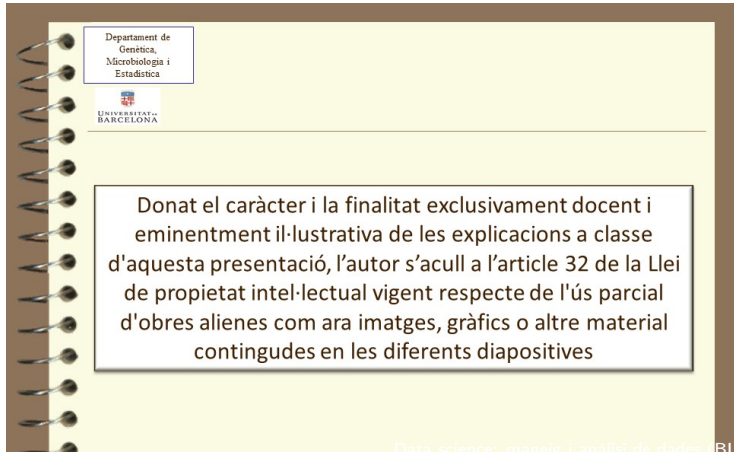 Departament de
Genètica,
Microbiologia i
Estadística
UNIVERSITAT DE
BARCELONA
Donat el caràcter i la finalitat exclusivament docent i
eminentment il·lustrativa de les explicacions a classe
d'aquesta presentació, l’autor s’acull a l’article 32 de la Llei
de propietat intel·lectual vigent respecte de l'ús parcial
d'obres alienes com ara imatges, gràfics o altre material
contingudes en les diferents diapositives